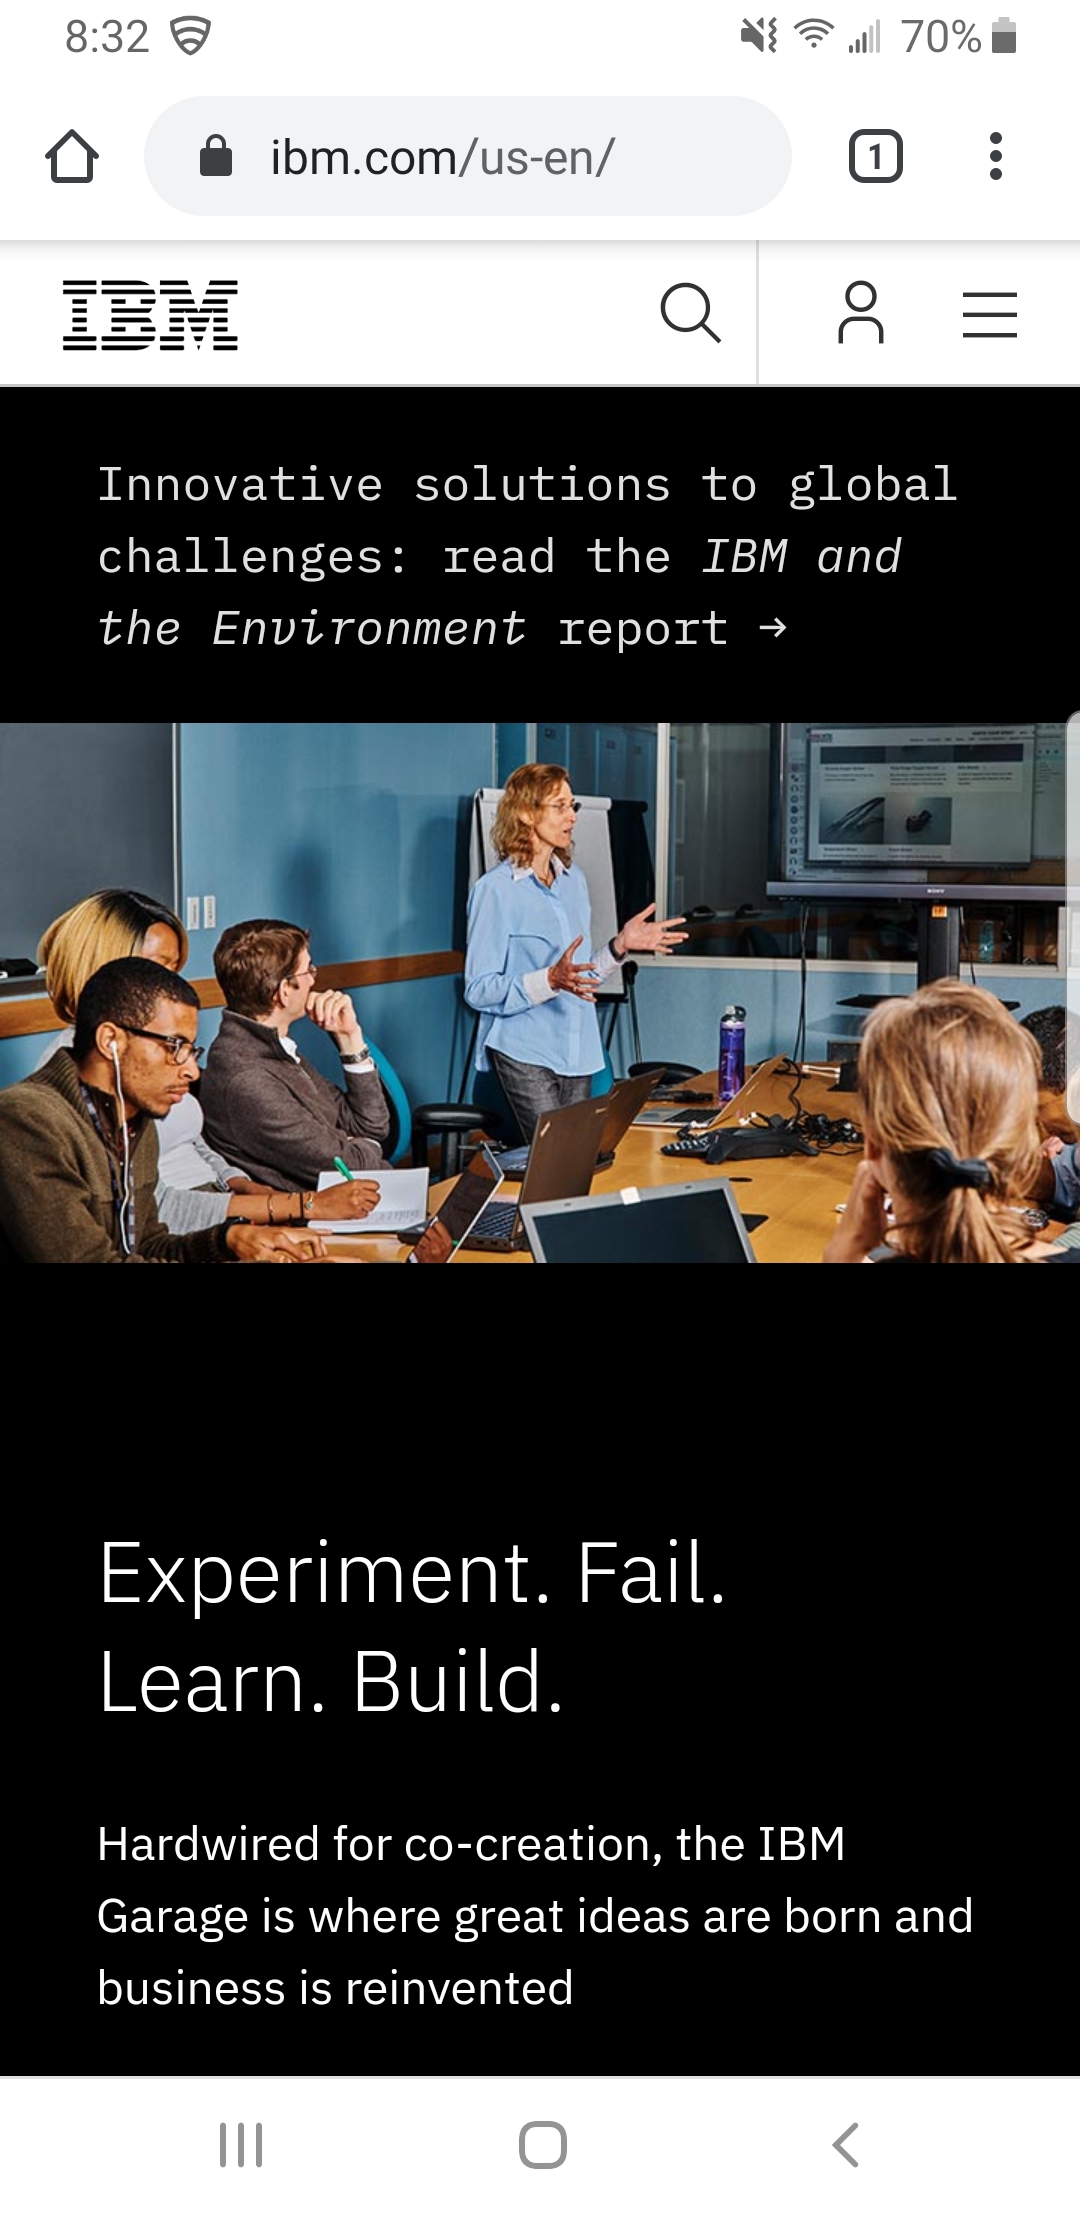 8:32
70%
ibm.com/us-en/
1
IBM
Innovative solutions to global
challenges: read the IBM and
the Environment report →
SONY
Experiment. Fail.
Learn. Build.
Hardwired for co-creation, the IBM
Garage is where great ideas are born and
business is reinvented